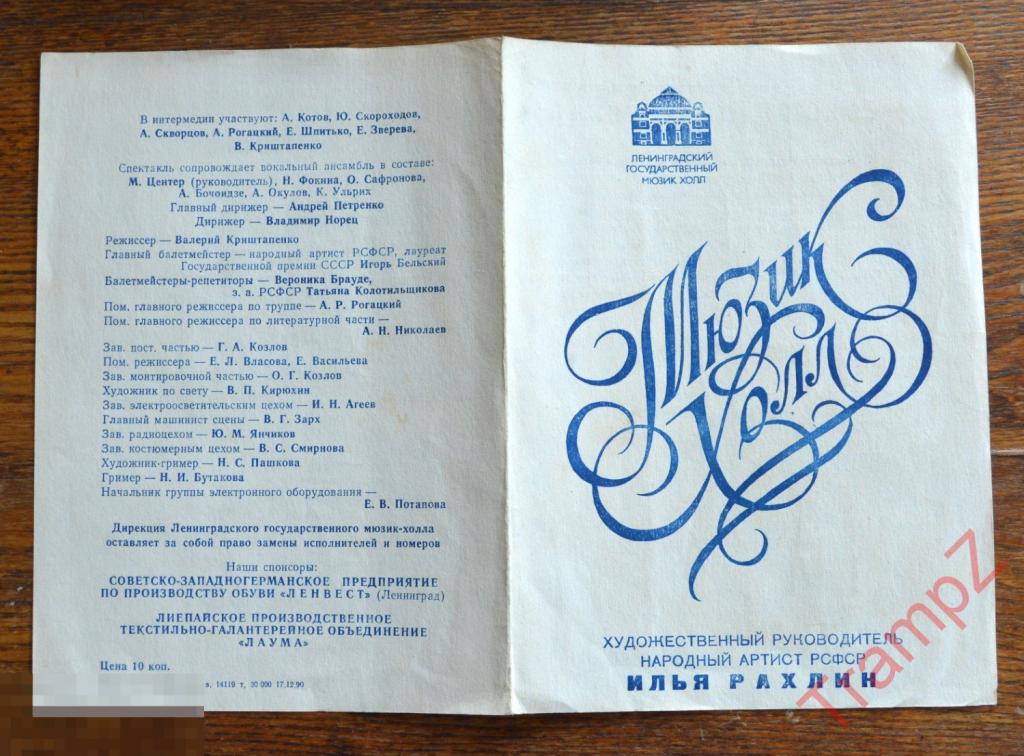 В интермедии участвуют: А. Котов, Ю. Скороходов,
А. Скворцов, А. Рогацкий, Е. Шпитько, Е. Зверева,
В. Криштапенко
Спектакль сопровождает вокальный ансамбль в составе:
М. Центер (руководитель), Н. Фокина, О. Сафронова,
А. Бочоидзе, А. Окулов, К. Ульрих
Главный дирижер — Андрей Петренко
Дирижер — Владимир Норец
Режиссер — Валерий Криштапенко
Главный балетмейстер — народный артист РСФСР, лауреат
Государственной премии СССР Игорь Бельский
Балетмейстеры-репетиторы — Вероника Брауде,
з. а. РСФСР Татьяна Колотильщикова
Пом. главного режиссера по труппе — А. Р. Рогацкий
Пом. главного режиссера по литературной части —
А. Н. Николаев
Зав. пост. частью — Г. А. Козлов
Пом. режиссера — Е. Л. Власова, Е. Васильева
Зав. монтировочной частью — О. Г. Козлов
Художник по свету — В. П. Кирюхин
Зав. электроосветительским цехом — И. Н. Агеев
Главный машинист сцены — В. Г. Зарх
Зав. радиоцехом — Ю. М. Янчиков
Зав. костюмерным цехом — В. С. Смирнова
Художник-гример — Н. С. Пашкова
Гример — Н. И. Бутакова
Начальник группы электронного оборудования —
Е. В. Потапова
Дирекция Ленинградского государственного мюзик-холла
оставляет за собой право замены исполнителей и номеров
Наши спонсоры:
СОВЕТСКО-ЗАПАДНОГЕРМАНСКОЕ ПРЕДПРИЯТИЕ
ПО ПРОИЗВОДСТВУ ОБУВИ «ЛЕНВЕСТ» (Ленинград)
ЛИЕПАЙСКОЕ ПРОИЗВОДСТВЕННОЕ
ТЕКСТИЛЬНО-ГАЛАНТЕРЕЙНОЕ ОБЪЕДИНЕНИЕ
«ЛАУМА»
Цена 10 коп.
з. 14119 т. 30 000 17.12.90
ЛЕНИНГРАДСКИЙ
ГОСУДАРСТВЕННЫЙ
МЮЗИК ХОЛЛ
Мюзик
Холл
ХУДОЖЕСТВЕННЫЙ РУКОВОДИТЕЛЬ
НАРОДНЫЙ АРТИСТ РСФСР
ИЛЬЯ РАХЛИН
TrampZ